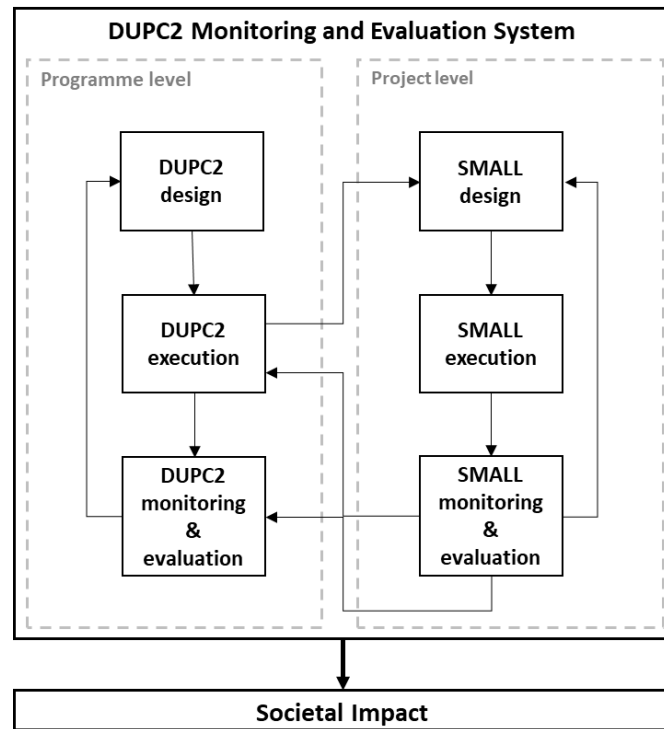 DUPC2 Monitoring and Evaluation System
Programme level
Project level
DUPC2
design
SMALL
design
DUPC2
execution
SMALL
execution
DUPC2
monitoring
&
evaluation
SMALL
monitoring
&
evaluation
Societal Impact